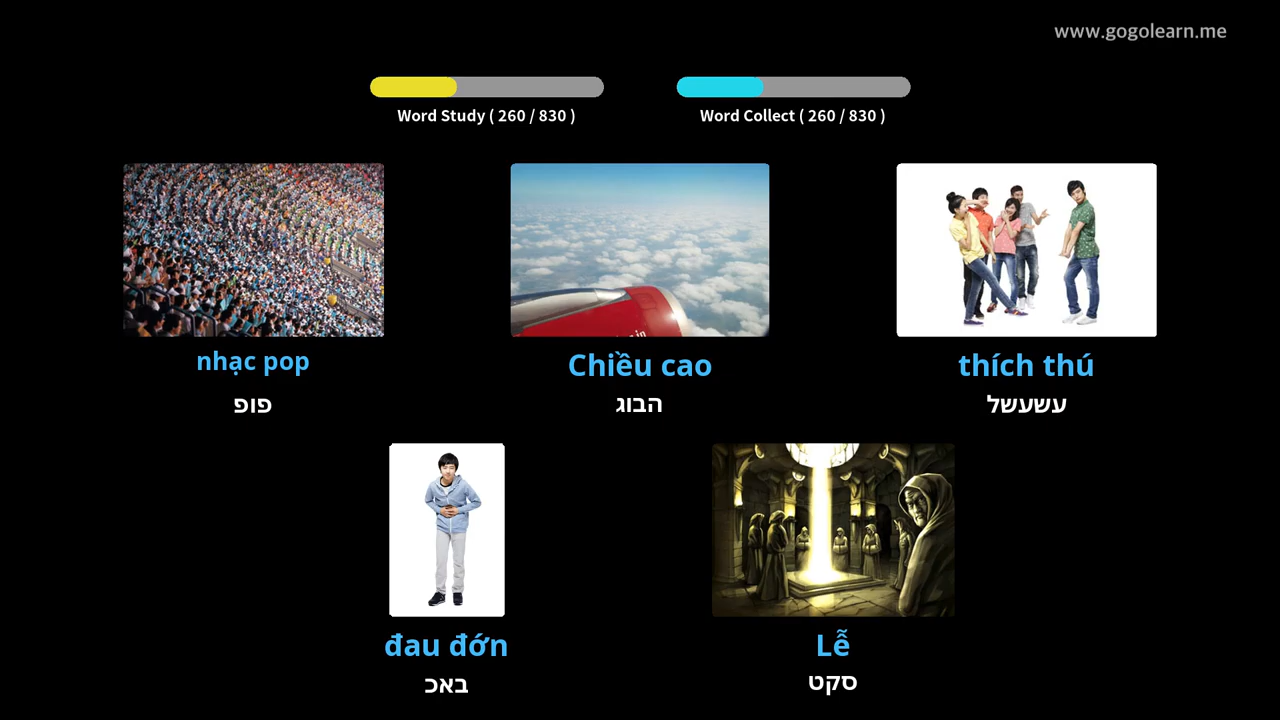 www.gogolearn.me
Word Study ( 260 / 830 )
Word Collect ( 260 / 830 )
nhạc pop
פופ
Chiều cao
הבוג
thích thú
עשעשל
đau đớn
באכ
Lễ
סקט